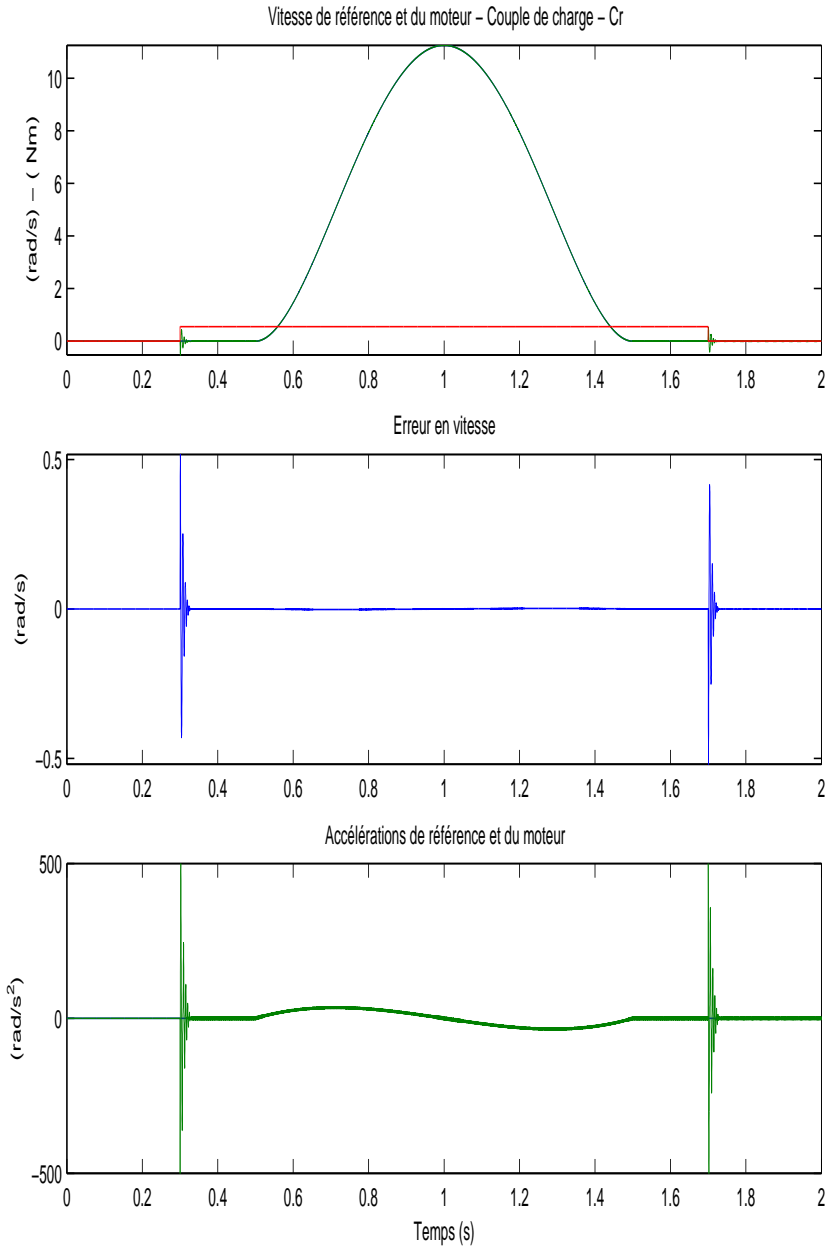 Vitesse de référence et du moteur – Couple de charge – Cr
10
8
6
4
2
0
(rad/s) – ( Nm)
0 0.2 0.4 0.6 0.8 1 1.2 1.4 1.6 1.8 2
Erreur en vitesse
0.5
0
−0.5
(rad/s)
0 0.2 0.4 0.6 0.8 1 1.2 1.4 1.6 1.8 2
Accélérations de référence et du moteur
500
0
−500
(rad/s²)
0 0.2 0.4 0.6 0.8 1 1.2 1.4 1.6 1.8 2
Temps (s)